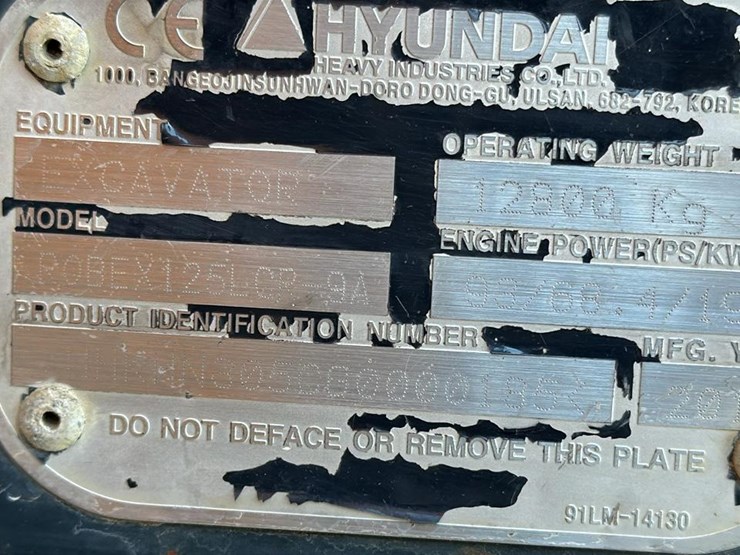 CE HYUNDAI
HEAVY INDUSTRIES CO., LTD.
1000, BANGEOJINSUNHWAN-DORO DONG-GU, ULSAN, 682-792, KORE
EQUIPMENT
OPERATING WEIGHT
EXCAVATOR
12800 Kg
MODEL
ENGINE POWER(PS/KW
ROBEX125LCR-9A
PRODUCT IDENTIFICATION NUMBER
MFG. Y
201
DO NOT DEFACE OR REMOVE THIS PLATE
91LM-14130